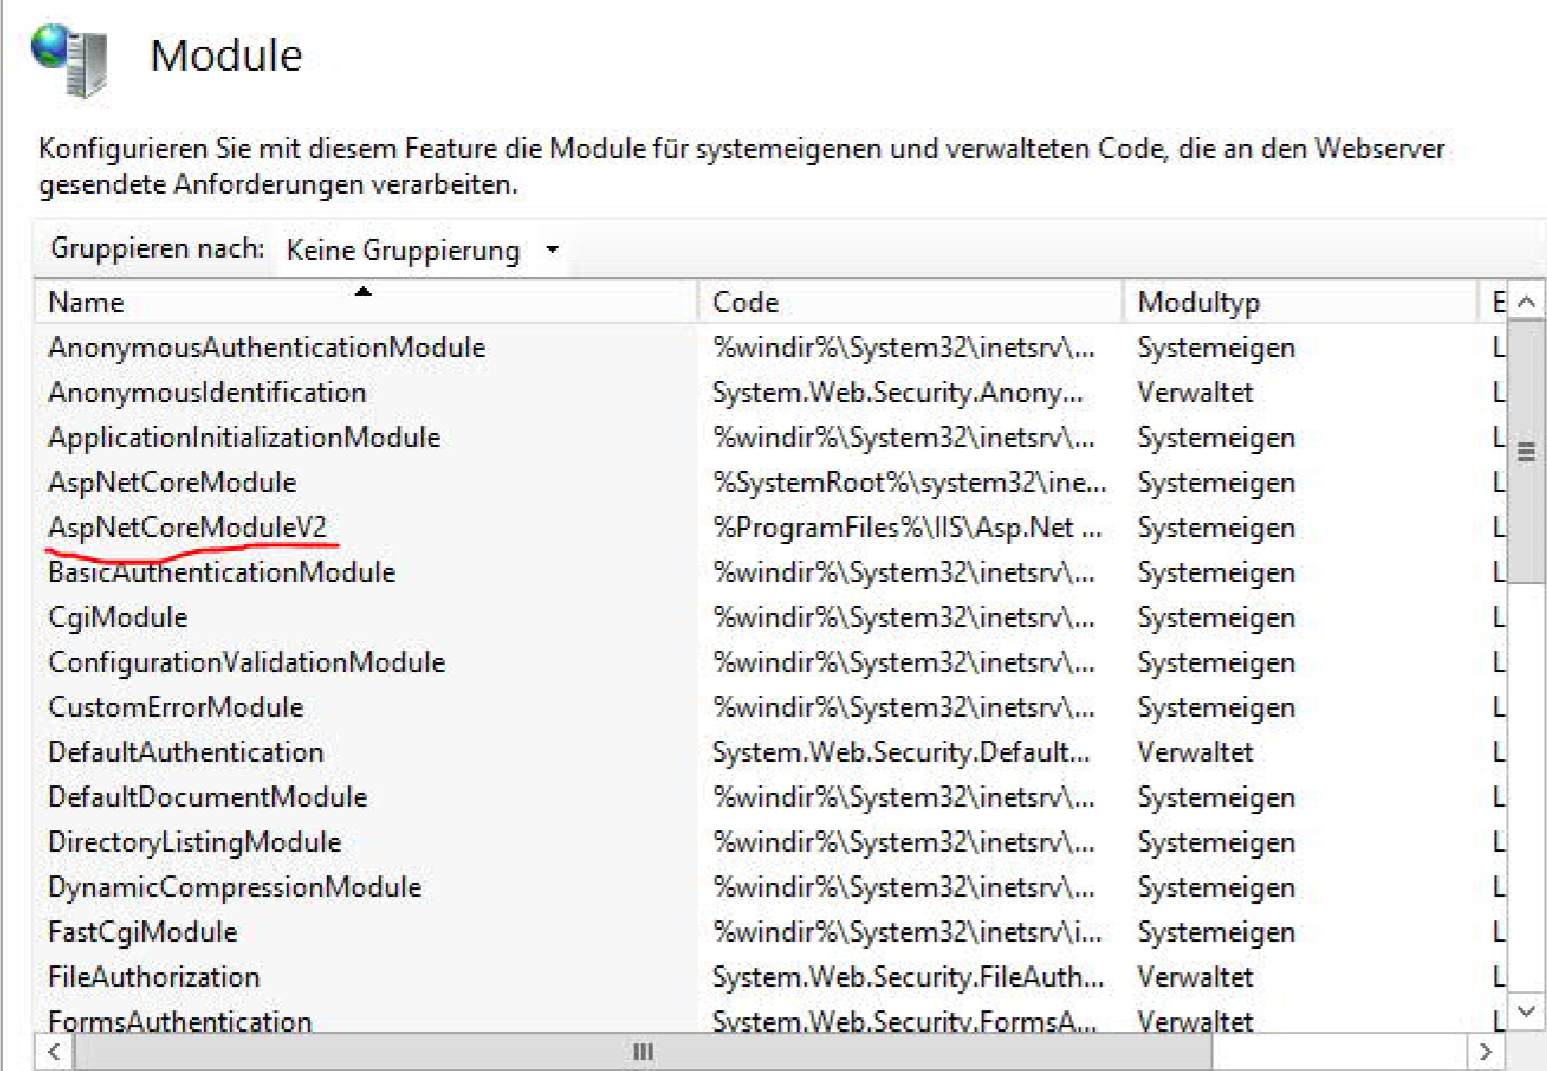 Module
Konfigurieren Sie mit diesem Feature die Module für systemeigenen und verwalteten Code, die an den Webserver
gesendete Anforderungen verarbeiten.
Gruppieren nach: Keine Gruppierung
Name Code Modultyp E
AnonymousAuthenticationModule %windir%\System32\inetsrv\... Systemeigen L
AnonymousIdentification System.Web.Security.Anony... Verwaltet L
ApplicationInitializationModule %windir%\System32\inetsrv\... Systemeigen L
AspNetCoreModule %SystemRoot%\system32\ine... Systemeigen L
AspNetCoreModuleV2 %ProgramFiles%\IIS\Asp.Net ... Systemeigen L
BasicAuthenticationModule %windir%\System32\inetsrv\... Systemeigen L
CgiModule %windir%\System32\inetsrv\... Systemeigen L
ConfigurationValidationModule %windir%\System32\inetsrv\... Systemeigen L
CustomErrorModule %windir%\System32\inetsrv\... Systemeigen L
DefaultAuthentication System.Web.Security.Default... Verwaltet L
DefaultDocumentModule %windir%\System32\inetsrv\... Systemeigen L
DirectoryListingModule %windir%\System32\inetsrv\... Systemeigen L
DynamicCompressionModule %windir%\System32\inetsrv\... Systemeigen L
FastCgiModule %windir%\System32\inetsrv\i... Systemeigen L
FileAuthorization System.Web.Security.FileAuth... Verwaltet L
FormsAuthentication System.Web.Security.FormsA... Verwaltet L